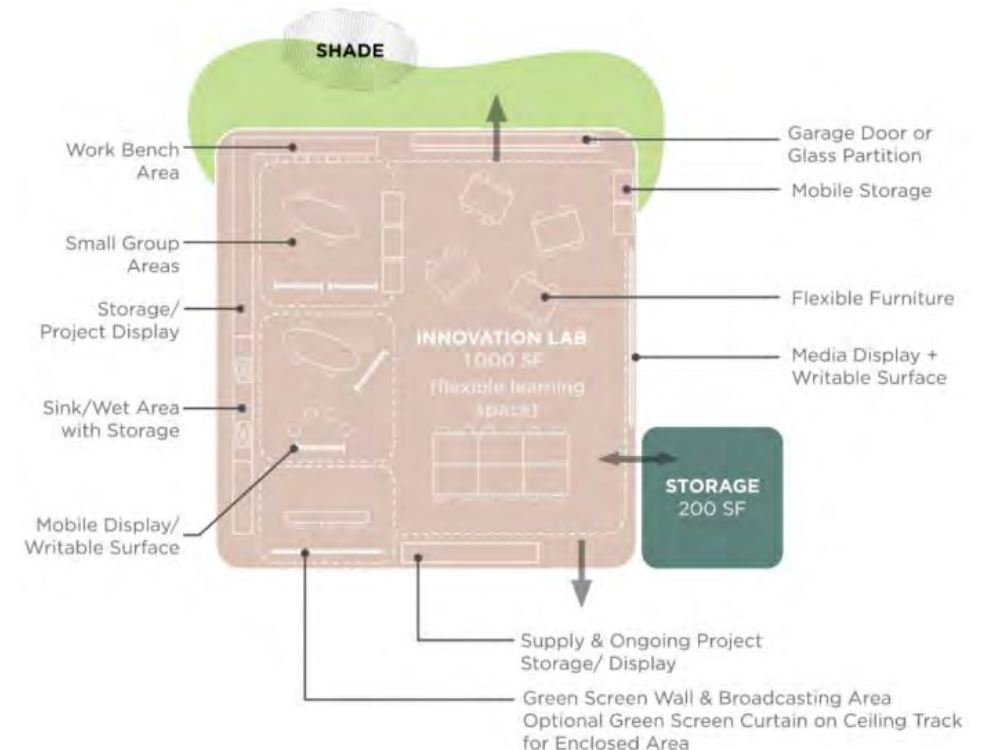 SHADE
Work Bench
Area
Small Group
Areas
Storage/
Project Display
Sink/Wet Area
with Storage
Mobile Display/
Writable Surface
Garage Door or
Glass Partition
Mobile Storage
Flexible Furniture
Media Display +
Writable Surface
INNOVATION LAB
1000 SF
(flexible learning
space)
STORAGE
200 SF
Supply & Ongoing Project
Storage/ Display
Green Screen Wall & Broadcasting Area
Optional Green Screen Curtain on Ceiling Track
for Enclosed Area